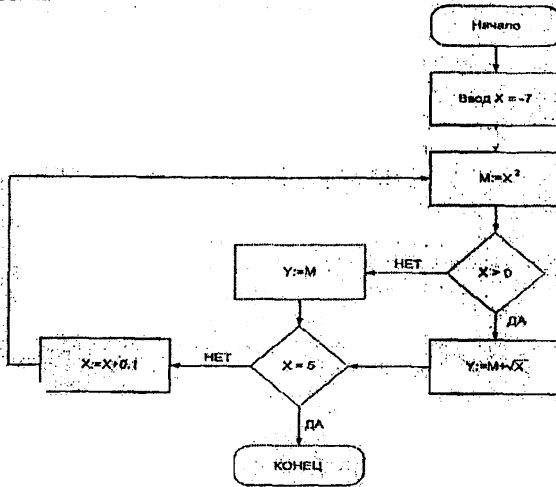 Начало
Ввод X = -7
M:=X²
X > 0
НЕТ
ДА
Y:=M
Y:=M+√X
X = 5
НЕТ
X:=X+0.1
ДА
КОНЕЦ